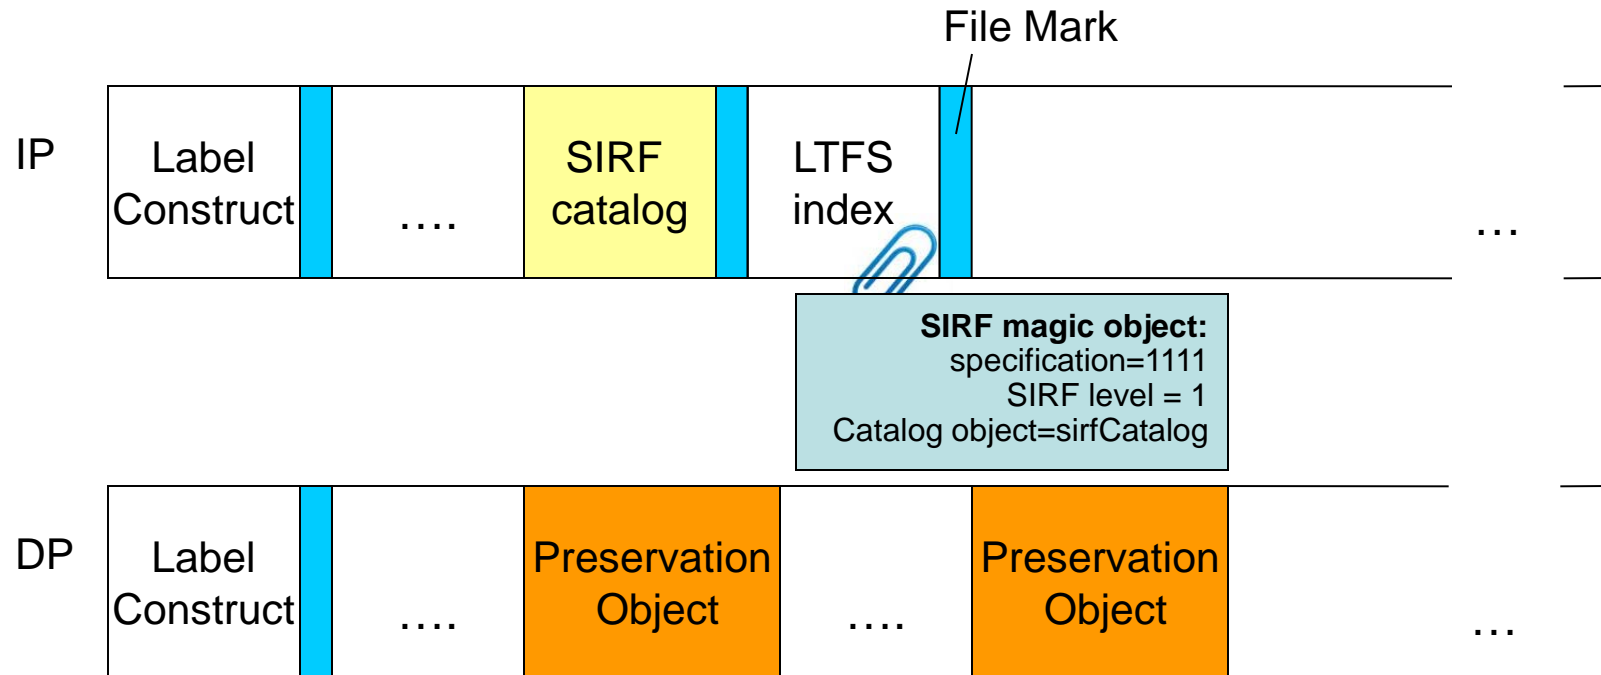 File Mark
IP
Label
Construct
....
SIRF
catalog
LTFS
index
...
SIRF magic object:
specification=1111
SIRF level = 1
Catalog object=sirfCatalog
DP
Label
Construct
....
Preservation
Object
....
Preservation
Object
...